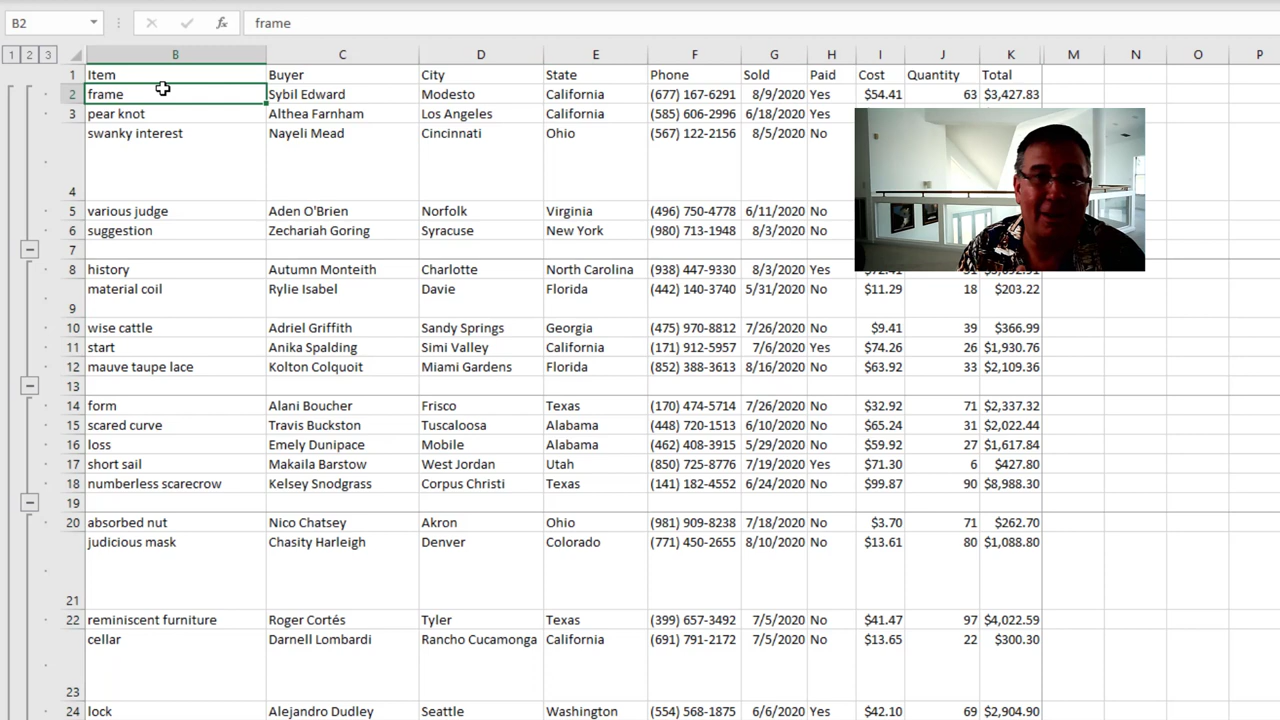 B2 fx frame
1 2 3 B C D E F G H I J K M N O P
1 Item Buyer City State Phone Sold Paid Cost Quantity Total
2 frame Sybil Edward Modesto California (677) 167-6291 8/9/2020 Yes $54.41 63 $3,427.83
3 pear knot Althea Farnham Los Angeles California (585) 606-2996 6/18/2020 Yes
4 swanky interest Nayeli Mead Cincinnati Ohio (567) 122-2156 8/5/2020 No
5 various judge Aden O'Brien Norfolk Virginia (496) 750-4778 6/11/2020 No
6 suggestion Zechariah Goring Syracuse New York (980) 713-1948 8/3/2020 No
7
8 history Autumn Monteith Charlotte North Carolina (938) 447-9330 8/3/2020 Yes
9 material coil Rylie Isabel Davie Florida (442) 140-3740 5/31/2020 No $11.29 18 $203.22
10 wise cattle Adriel Griffith Sandy Springs Georgia (475) 970-8812 7/26/2020 No $9.41 39 $366.99
11 start Anika Spalding Simi Valley California (171) 912-5957 7/6/2020 Yes $74.26 26 $1,930.76
12 mauve taupe lace Kolton Colquoit Miami Gardens Florida (852) 388-3613 8/16/2020 No $63.92 33 $2,109.36
13
14 form Alani Boucher Frisco Texas (170) 474-5714 7/26/2020 No $32.92 71 $2,337.32
15 scared curve Travis Buckston Tuscaloosa Alabama (448) 720-1513 6/10/2020 No $65.24 31 $2,022.44
16 loss Emely Dunipace Mobile Alabama (462) 408-3915 5/29/2020 No $59.92 27 $1,617.84
17 short sail Makaila Barstow West Jordan Utah (850) 725-8776 7/19/2020 Yes $71.30 6 $427.80
18 numberless scarecrow Kelsey Snodgrass Corpus Christi Texas (141) 182-4552 6/24/2020 No $99.87 90 $8,988.30
19
20 absorbed nut Nico Chatsey Akron Ohio (981) 909-8238 7/18/2020 No $3.70 71 $262.70
21 judicious mask Chasity Harleigh Denver Colorado (771) 450-2655 8/10/2020 No $13.61 80 $1,088.80
22 reminiscent furniture Roger Cortés Tyler Texas (399) 657-3492 7/5/2020 No $41.47 97 $4,022.59
23 cellar Darnell Lombardi Rancho Cucamonga California (691) 791-2172 7/5/2020 No $13.65 22 $300.30
24 lock Alejandro Dudley Seattle Washington (554) 568-1875 6/6/2020 Yes $42.10 69 $2,904.90